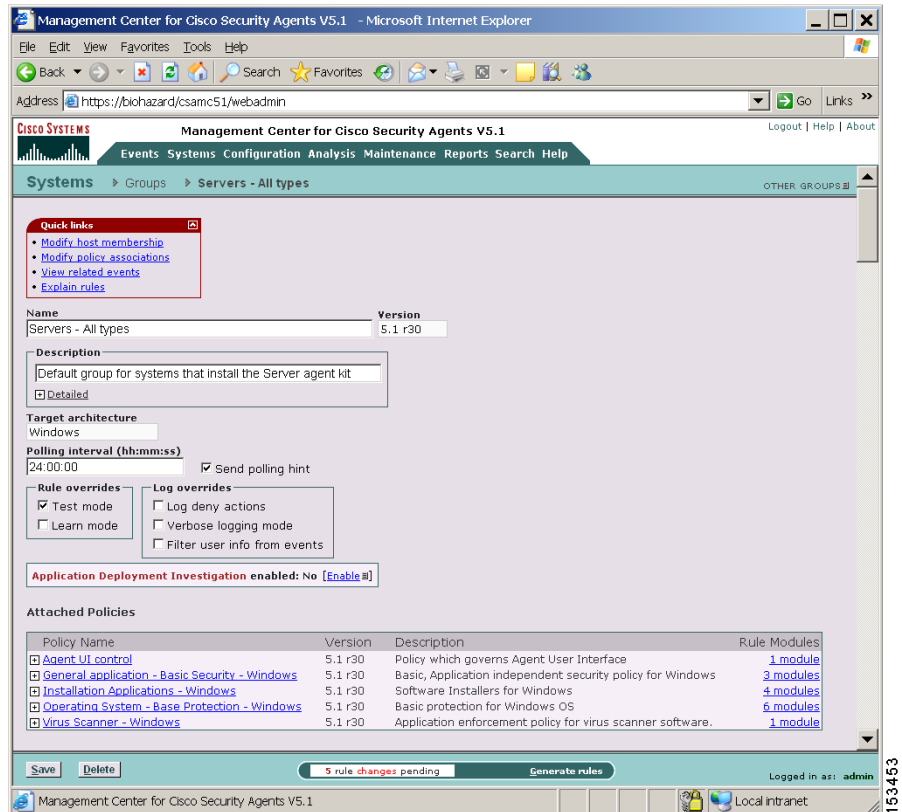 Management Center for Cisco Security Agents V5.1 - Microsoft Internet Explorer
File Edit View Favorites Tools Help
Back Search Favorites
Address https://biohazard/csamc51/webadmin Go Links »
CISCO SYSTEMS
Management Center for Cisco Security Agents V5.1
Logout | Help | About
Events Systems Configuration Analysis Maintenance Reports Search Help
Systems Groups Servers - All types OTHER GROUPS
Quick links
• Modify host membership
• Modify policy associations
• View related events
• Explain rules
Name Version
Servers - All types 5.1 r30
Description
Default group for systems that install the Server agent kit
Detailed
Target architecture
Windows
Polling interval (hh:mm:ss)
24:00:00 Send polling hint
Rule overrides Log overrides
Test mode Log deny actions
Learn mode Verbose logging mode
Filter user info from events
Application Deployment Investigation enabled: No [Enable]
Attached Policies
Policy Name Version Description Rule Modules
Agent UI control 5.1 r30 Policy which governs Agent User Interface 1 module
General application - Basic Security - Windows 5.1 r30 Basic, Application independent security policy for Windows 3 modules
Installation Applications - Windows 5.1 r30 Software Installers for Windows 4 modules
Operating System - Base Protection - Windows 5.1 r30 Basic protection for Windows OS 6 modules
Virus Scanner - Windows 5.1 r30 Application enforcement policy for virus scanner software. 1 module
Save Delete 5 rule changes pending Generate rules Logged in as: admin
Management Center for Cisco Security Agents V5.1 Local intranet
153453